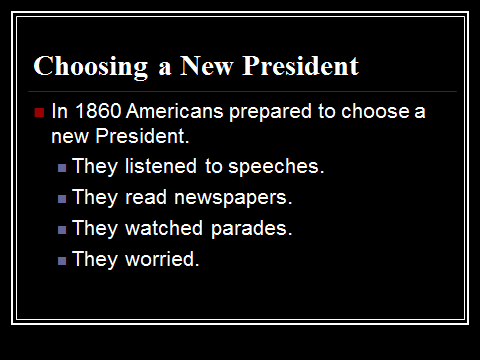 Choosing a New President
In 1860 Americans prepared to choose a
new President.
They listened to speeches.
They read newspapers.
They watched parades.
They worried.